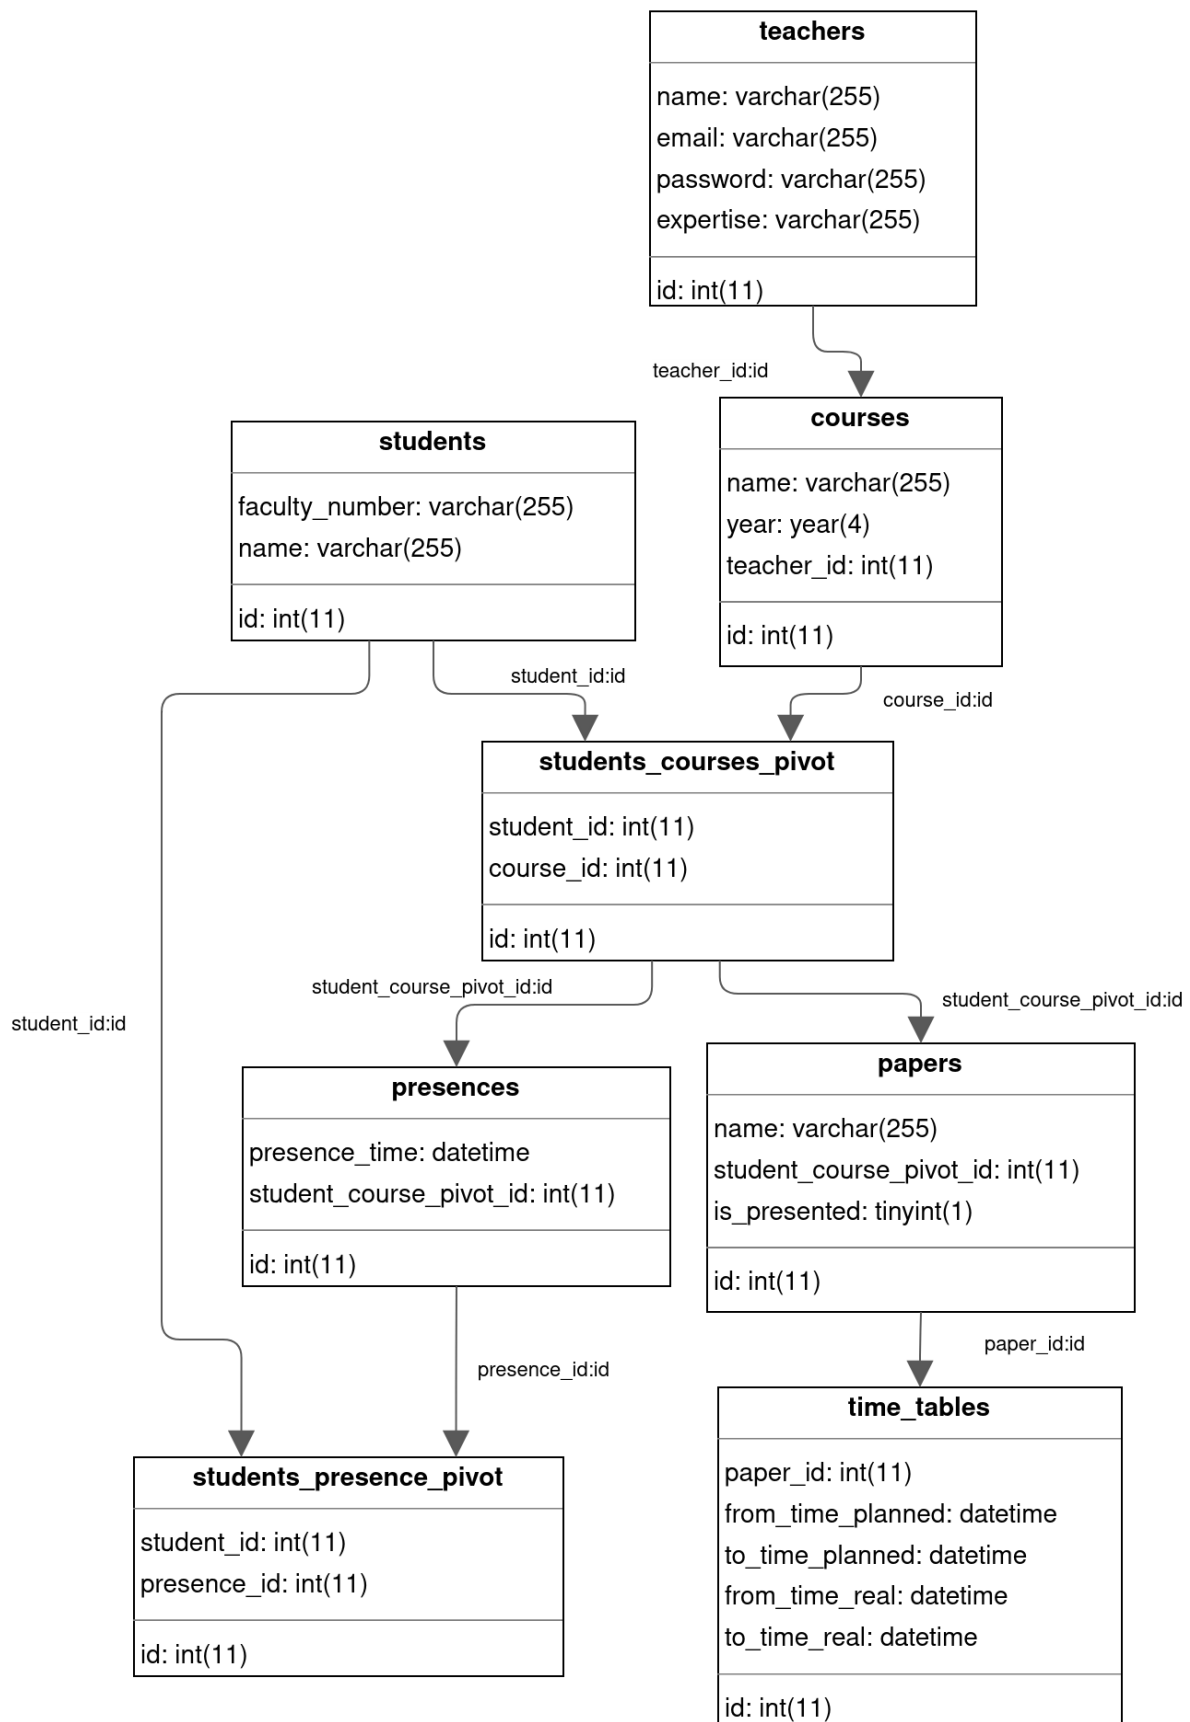 teachers
name: varchar(255)
email: varchar(255)
password: varchar(255)
expertise: varchar(255)
id: int(11)
teacher_id:id
courses
name: varchar(255)
year: year(4)
teacher_id: int(11)
id: int(11)
students
faculty_number: varchar(255)
name: varchar(255)
id: int(11)
student_id:id
course_id:id
students_courses_pivot
student_id: int(11)
course_id: int(11)
id: int(11)
student_course_pivot_id:id
student_course_pivot_id:id
student_id:id
presences
presence_time: datetime
student_course_pivot_id: int(11)
id: int(11)
papers
name: varchar(255)
student_course_pivot_id: int(11)
is_presented: tinyint(1)
id: int(11)
presence_id:id
paper_id:id
students_presence_pivot
student_id: int(11)
presence_id: int(11)
id: int(11)
time_tables
paper_id: int(11)
from_time_planned: datetime
to_time_planned: datetime
from_time_real: datetime
to_time_real: datetime
id: int(11)